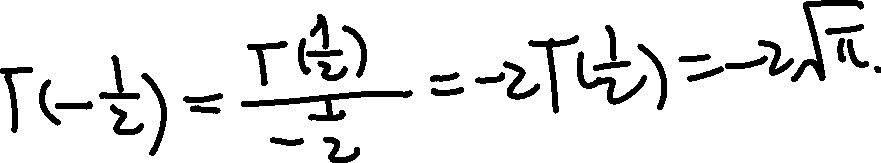 Γ(-1/2) = Γ(1/2)/(-1/2) = -2Γ(1/2) = -2√π.